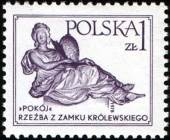 POLSKA
ZŁ 1
»POKÓJ«
RZEŹBA Z ZAMKU KRÓLEWSKIEGO